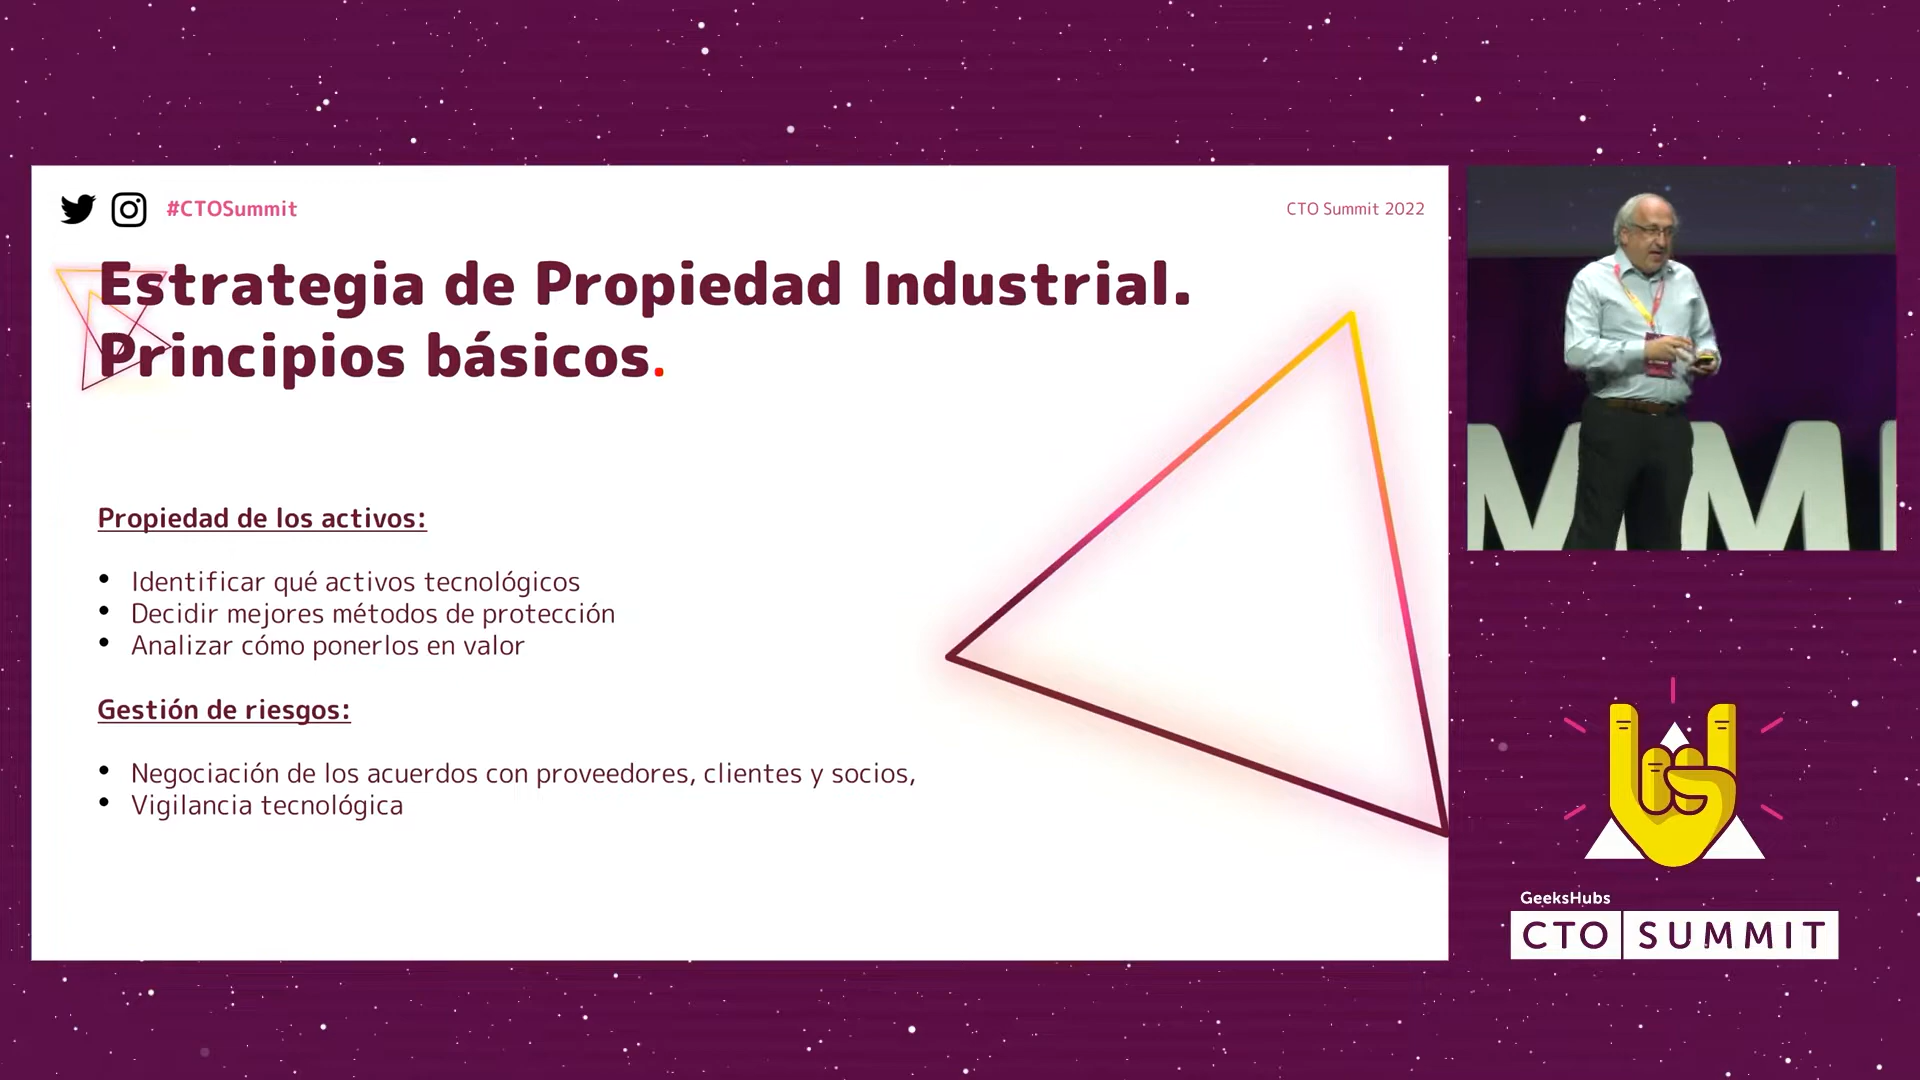 #CTOSummit
CTO Summit 2022
Estrategia de Propiedad Industrial.
Principios básicos.
Propiedad de los activos:
• Identificar qué activos tecnológicos
• Decidir mejores métodos de protección
• Analizar cómo ponerlos en valor
Gestión de riesgos:
• Negociación de los acuerdos con proveedores, clientes y socios,
• Vigilancia tecnológica
MMI
GeeksHubs
CTO SUMMIT